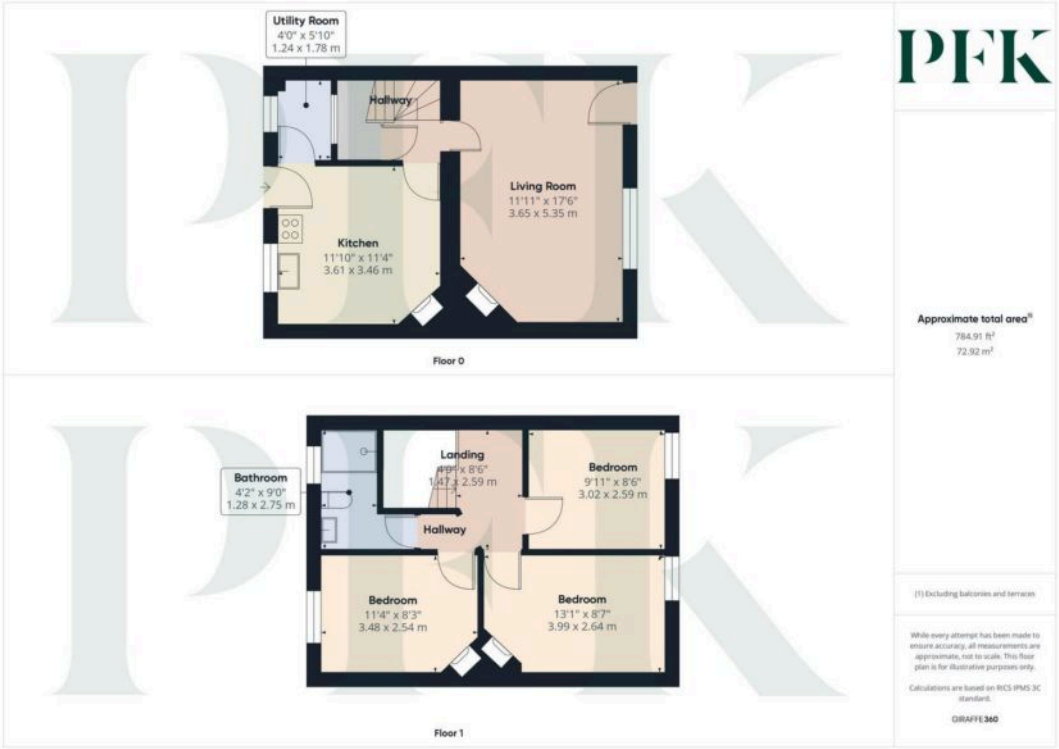 Utility Room
4'0" x 5'10"
1.24 x 1.78 m
Hallway
Living Room
11'11" x 17'6"
3.65 x 5.35 m
Kitchen
11'10" x 11'4"
3.61 x 3.46 m
Floor 0
Landing
4'9" x 8'6"
1.47 x 2.59 m
Bedroom
9'11" x 8'6"
3.02 x 2.59 m
Bathroom
4'2" x 9'0"
1.28 x 2.75 m
Hallway
Bedroom
11'4" x 8'3"
3.48 x 2.54 m
Bedroom
13'1" x 8'7"
3.99 x 2.64 m
Floor 1
PFK
PFK
PFK
Approximate total area⁽¹⁾
784.91 ft²
72.92 m²
(1) Excluding balconies and terraces
While every attempt has been made to
ensure accuracy, all measurements are
approximate, not to scale. This floor
plan is for illustrative purposes only.
Calculations are based on RICS IPMS 3C
standard.
GIRAFFE360